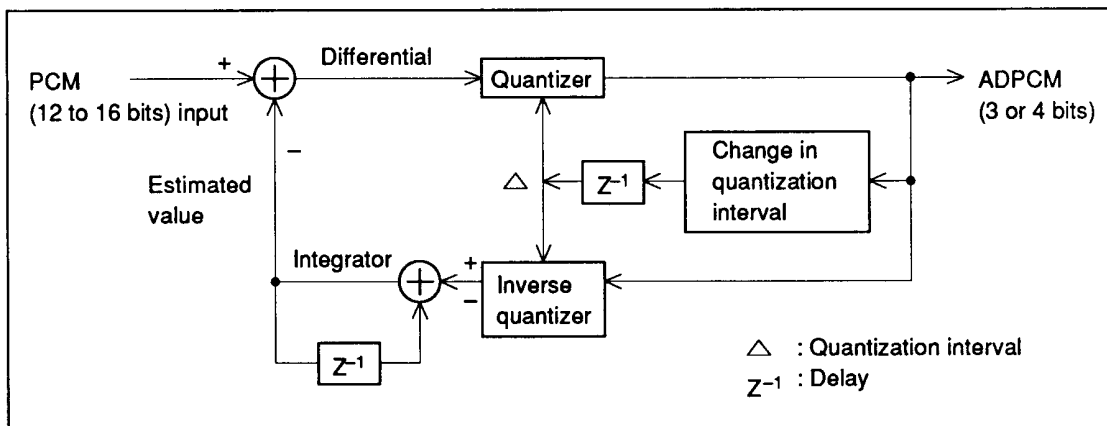 PCM
(12 to 16 bits) input
+
−
Differential
Quantizer
ADPCM
(3 or 4 bits)
Estimated
value
△
Z⁻¹
Change in
quantization
interval
Integrator
+
−
Inverse
quantizer
Z⁻¹
△ : Quantization interval
Z⁻¹ : Delay